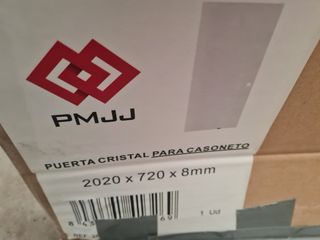 PMJJ
PUERTA CRISTAL PARA CASONETO
2020 x 720 x 8mm
1 Ud